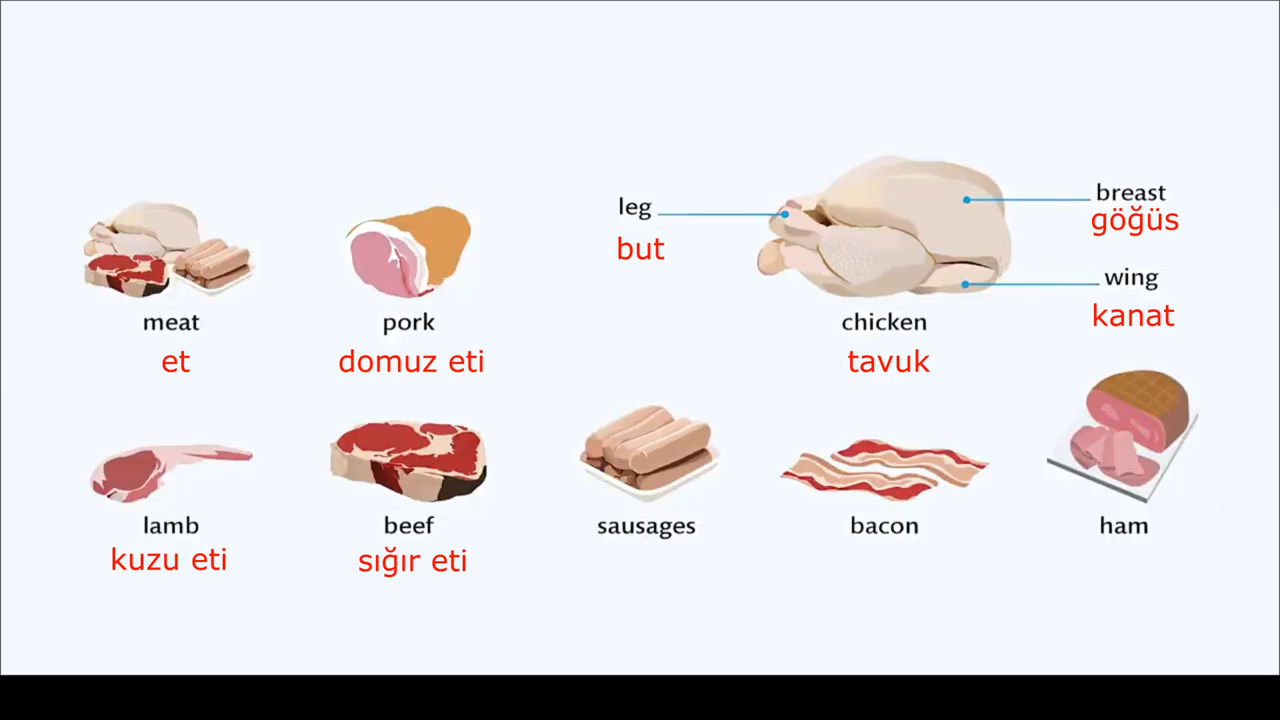 leg
but
breast
göğüs
wing
kanat
meat
et
pork
domuz eti
chicken
tavuk
lamb
kuzu eti
beef
sığır eti
sausages
bacon
ham